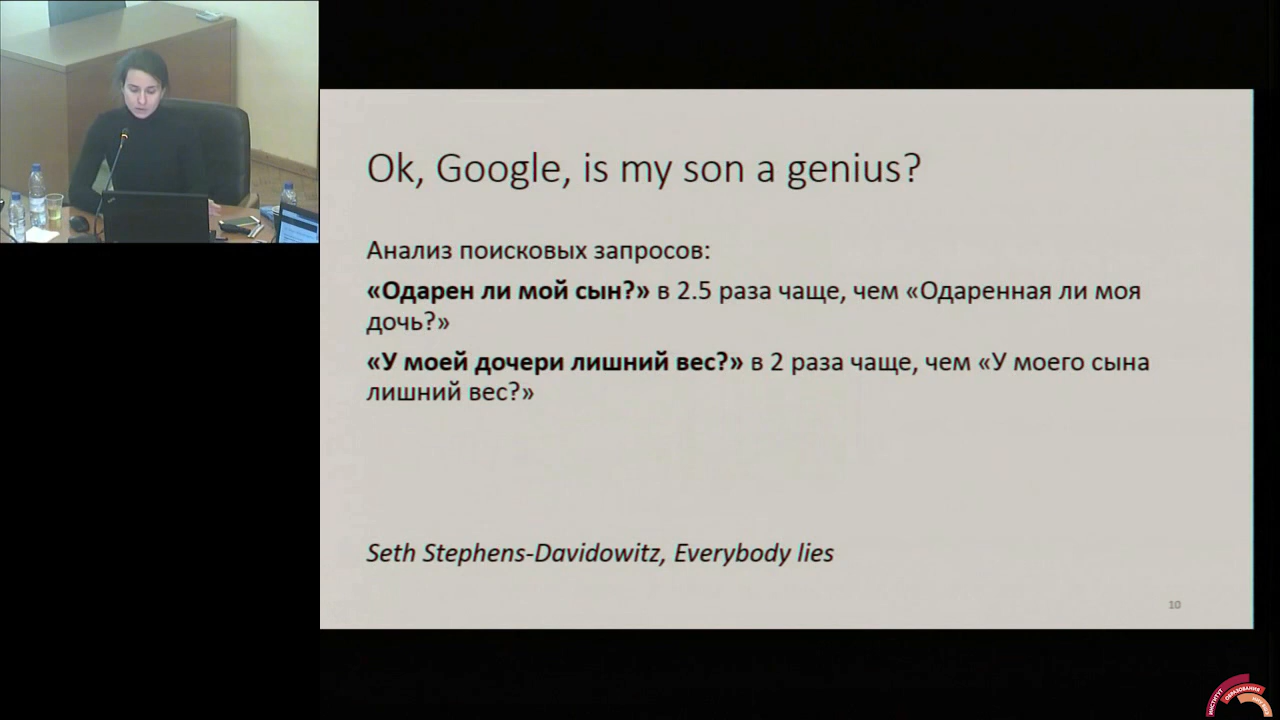 Ok, Google, is my son a genius?
Анализ поисковых запросов:
«Одарен ли мой сын?» в 2.5 раза чаще, чем «Одаренная ли моя
дочь?»
«У моей дочери лишний вес?» в 2 раза чаще, чем «У моего сына
лишний вес?»
Seth Stephens-Davidowitz, Everybody lies
10
ИНСТИТУТ
ОБРАЗОВАНИЯ